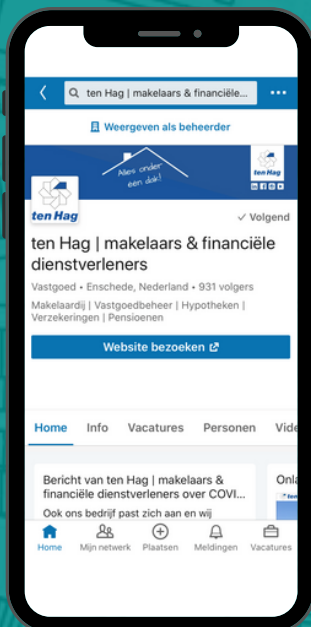 ten Hag | makelaars & financiële...
Weergeven als beheerder
Alles onder
een dak!
ten Hag
ten Hag
Volgend
ten Hag | makelaars & financiële
dienstverleners
Vastgoed • Enschede, Nederland • 931 volgers
Makelaardij | Vastgoedbeheer | Hypotheken |
Verzekeringen | Pensioenen
Website bezoeken
Home Info Vacatures Personen Vide
Bericht van ten Hag | makelaars &
financiële dienstverleners over COVI...
Ook ons bedrijf past zich aan en wij
Onla
Home Mijn netwerk Plaatsen Meldingen Vacatures